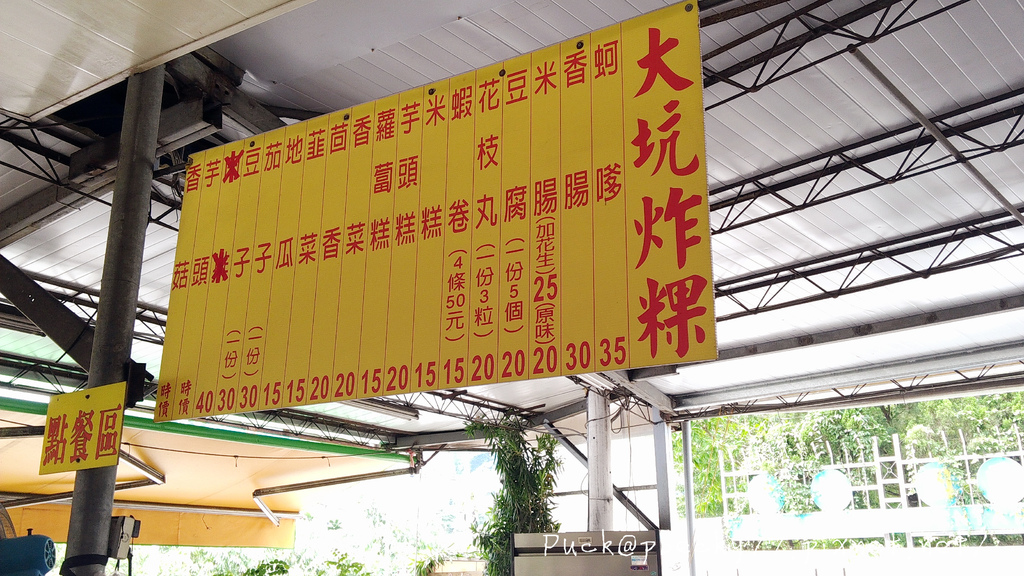 大坑炸粿
蚵嗲 35
香腸 30
米腸(加花生)25(原味)20
豆腐(一份5個)20
花枝丸(一份3粒)20
蝦卷(4條50元)15
米糕 15
芋頭糕 20
蘿蔔糕 15
香菜 20
茴香 20
韮菜 15
地瓜 15
茄子(一份)30
豆子(一份)30
40
芋頭 時價
香菇 時價
點餐區
Puck@p